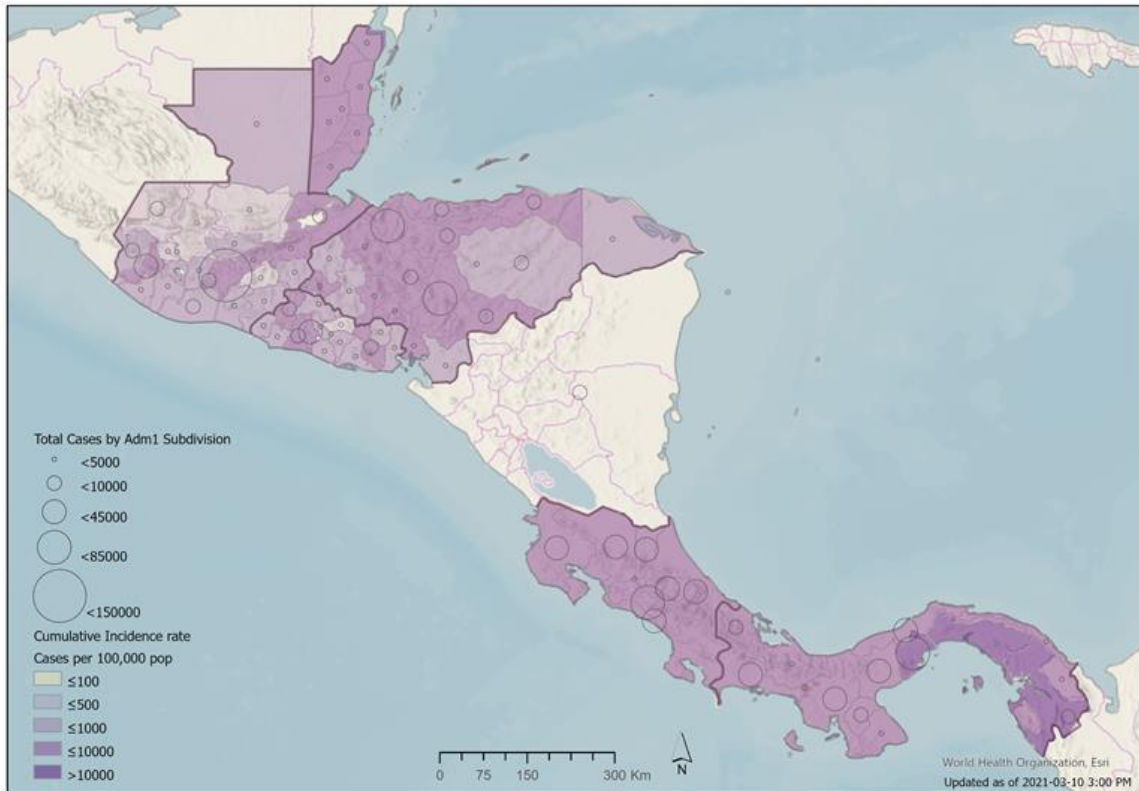 Total Cases by Adm1 Subdivision
<5000
<10000
<45000
<85000
<150000
Cumulative Incidence rate
Cases per 100,000 pop
≤100
≤500
≤1000
≤10000
>10000
0 75 150 300 Km
N
World Health Organization, Esri
Updated as of 2021-03-10 3:00 PM